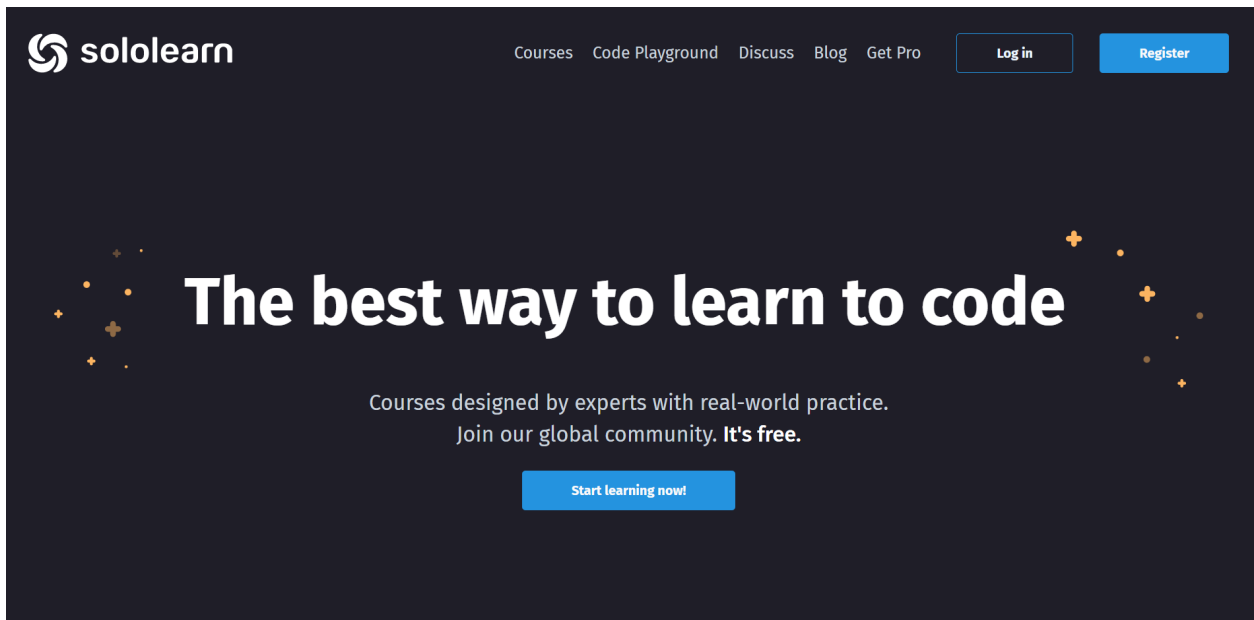 sololearn
Courses Code Playground Discuss Blog Get Pro Log in Register
The best way to learn to code
Courses designed by experts with real-world practice.
Join our global community. It's free.
Start learning now!